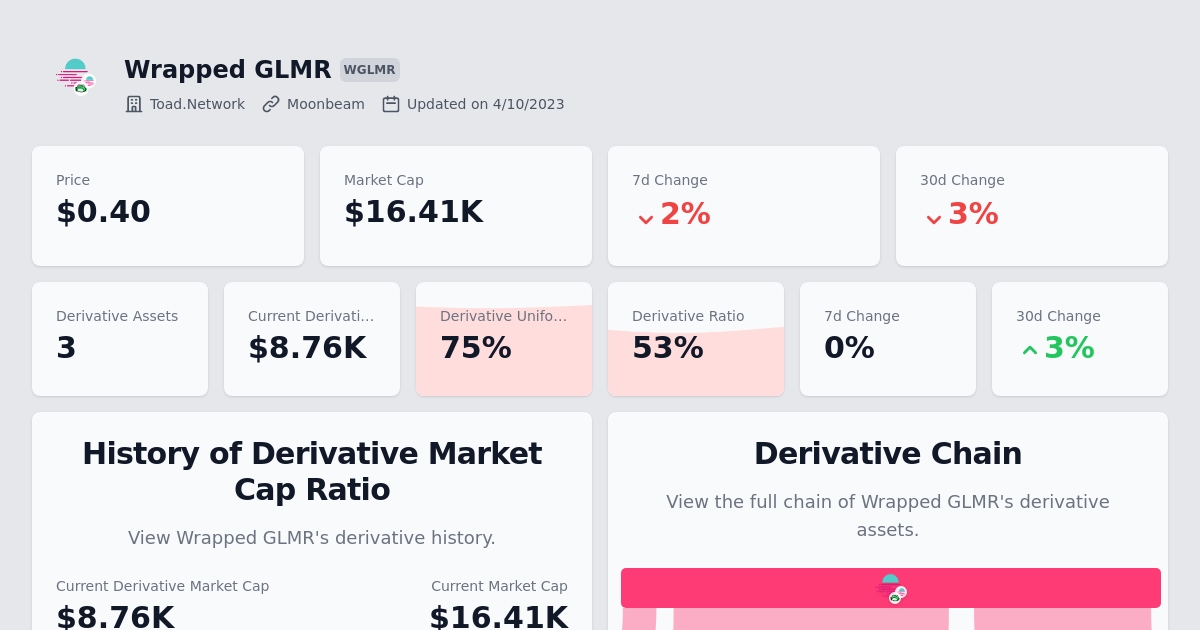 Wrapped GLMR WGLMR
Toad.Network Moonbeam Updated on 4/10/2023
Price
$0.40
Market Cap
$16.41K
7d Change
2%
30d Change
3%
Derivative Assets
3
Current Derivati...
$8.76K
Derivative Unifo...
75%
Derivative Ratio
53%
7d Change
0%
30d Change
3%
History of Derivative Market
Cap Ratio
View Wrapped GLMR's derivative history.
Current Derivative Market Cap
$8.76K
Current Market Cap
$16.41K
Derivative Chain
View the full chain of Wrapped GLMR's derivative
assets.